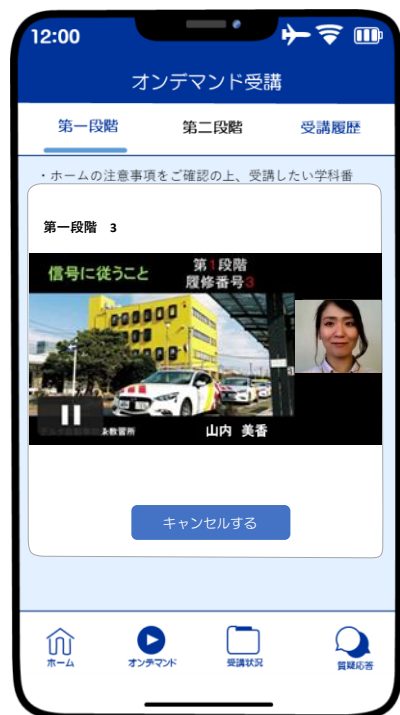 12:00
オンデマンド受講
第一段階 第二段階 受講履歴
・ホームの注意事項をご確認の上、受講したい学科番
第一段階 3
信号に従うこと
第1段階
履修番号3
教習所
山内 美香
キャンセルする
ホーム オンデマンド 受講状況 質疑応答